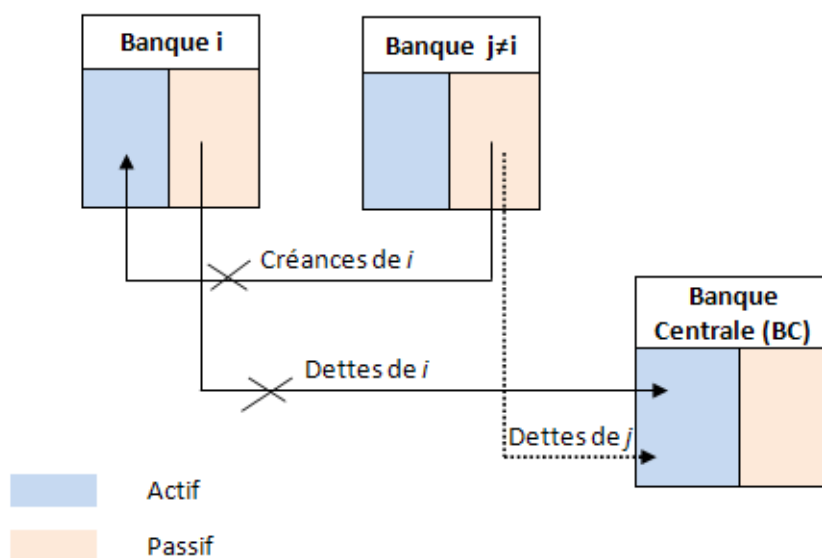 Banque i
Banque j≠i
Créances de i
Banque
Centrale (BC)
Dettes de i
Dettes de j
Actif
Passif